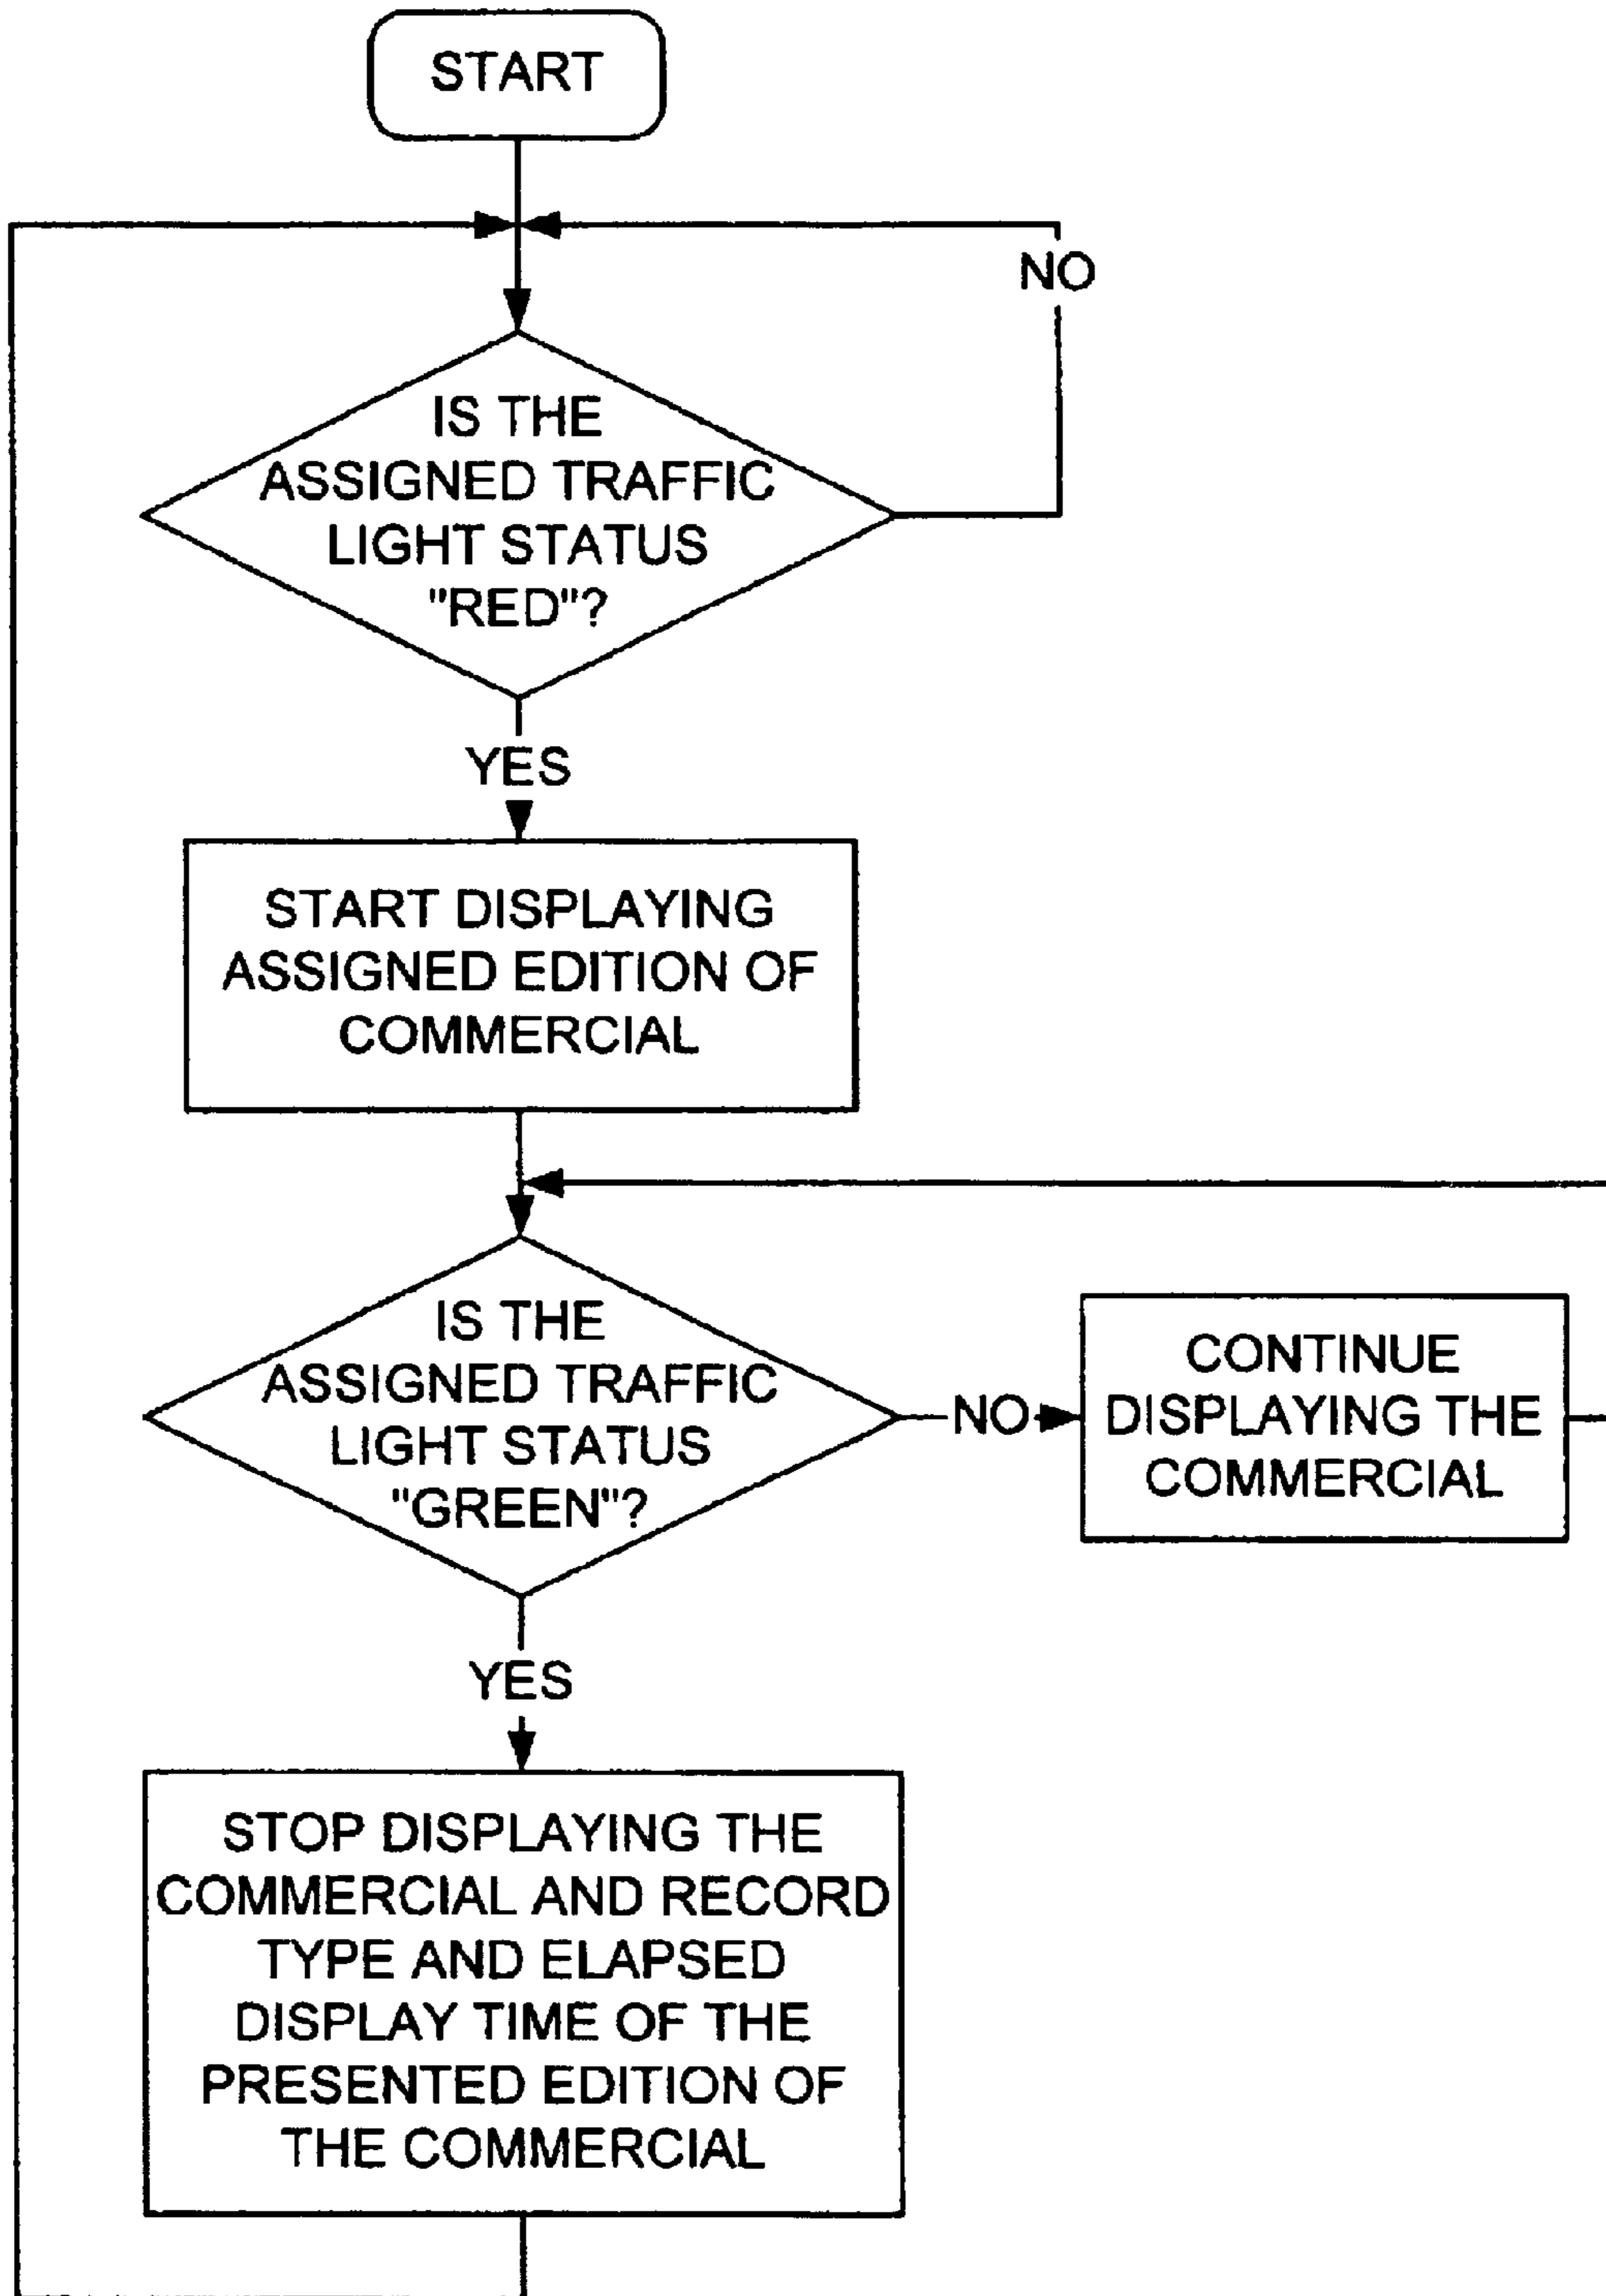 START
NO
IS THE
ASSIGNED TRAFFIC
LIGHT STATUS
"RED"?
YES
START DISPLAYING
ASSIGNED EDITION OF
COMMERCIAL
IS THE
ASSIGNED TRAFFIC
LIGHT STATUS
"GREEN"?
NO
CONTINUE
DISPLAYING THE
COMMERCIAL
YES
STOP DISPLAYING THE
COMMERCIAL AND RECORD
TYPE AND ELAPSED
DISPLAY TIME OF THE
PRESENTED EDITION OF
THE COMMERCIAL